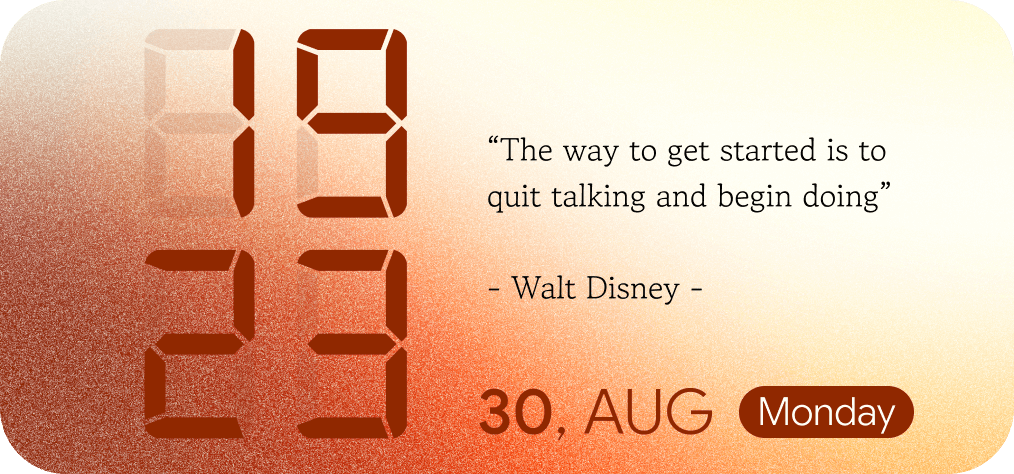 19
23
“The way to get started is to
quit talking and begin doing”
- Walt Disney -
30, AUG Monday